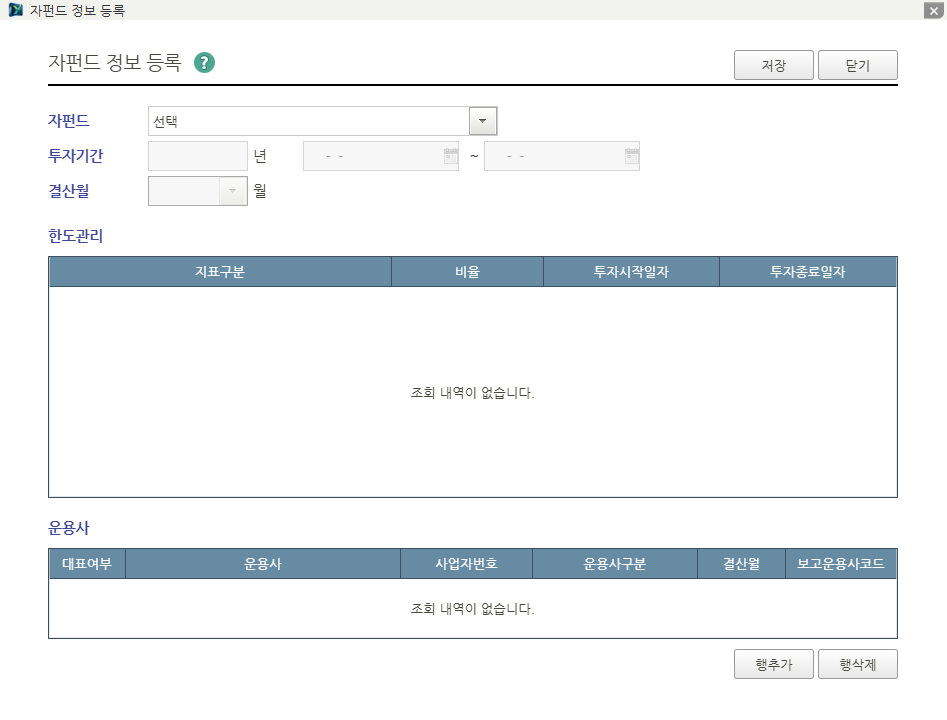 자펀드 정보 등록
자펀드 정보 등록 ?
저장 닫기
자펀드 선택
투자기간 년 - - ~ - -
결산월 월
한도관리
지표구분 비율 투자시작일자 투자종료일자
조회 내역이 없습니다.
운용사
대표여부 운용사 사업자번호 운용사구분 결산월 보고운용사코드
조회 내역이 없습니다.
행추가 행삭제